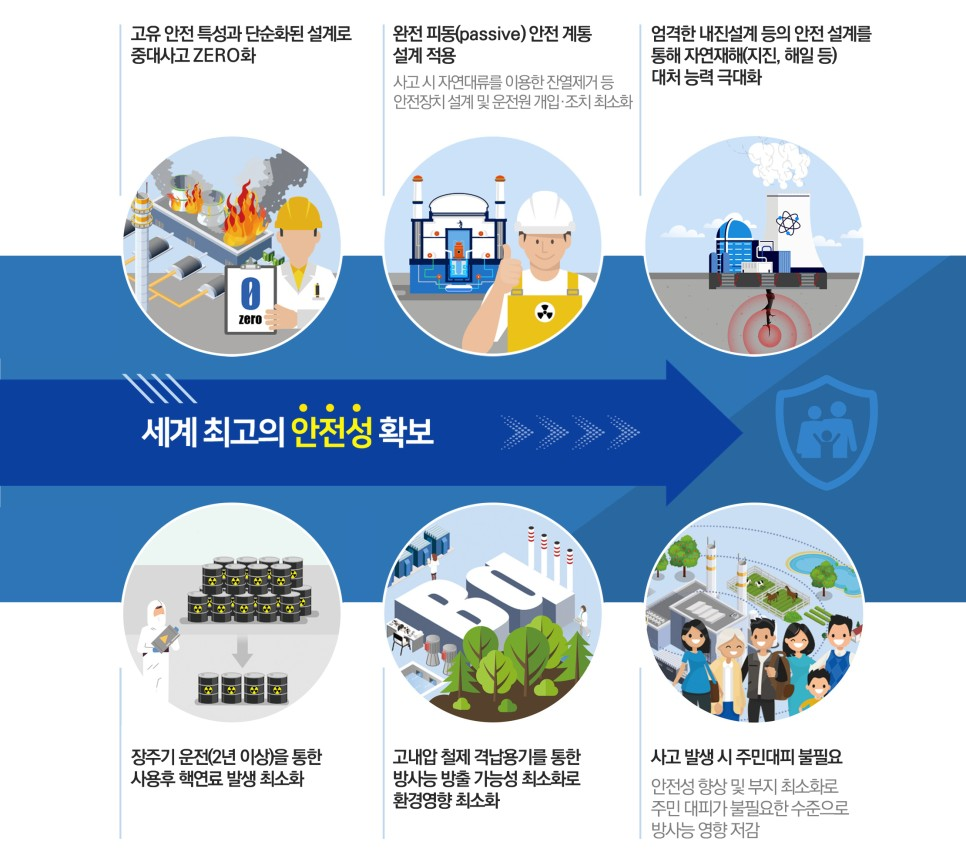 고유 안전 특성과 단순화된 설계로
중대사고 ZERO화
완전 피동(passive) 안전 계통
설계 적용
사고 시 자연대류를 이용한 잔열제거 등
안전장치 설계 및 운전원 개입·조치 최소화
엄격한 내진설계 등의 안전 설계를
통해 자연재해(지진, 해일 등)
대처 능력 극대화
0
zero
세계 최고의 안전성 확보
장주기 운전(2년 이상)을 통한
사용후 핵연료 발생 최소화
고내압 철제 격납용기를 통한
방사능 방출 가능성 최소화로
환경영향 최소화
사고 발생 시 주민대피 불필요
안전성 향상 및 부지 최소화로
주민 대피가 불필요한 수준으로
방사능 영향 저감